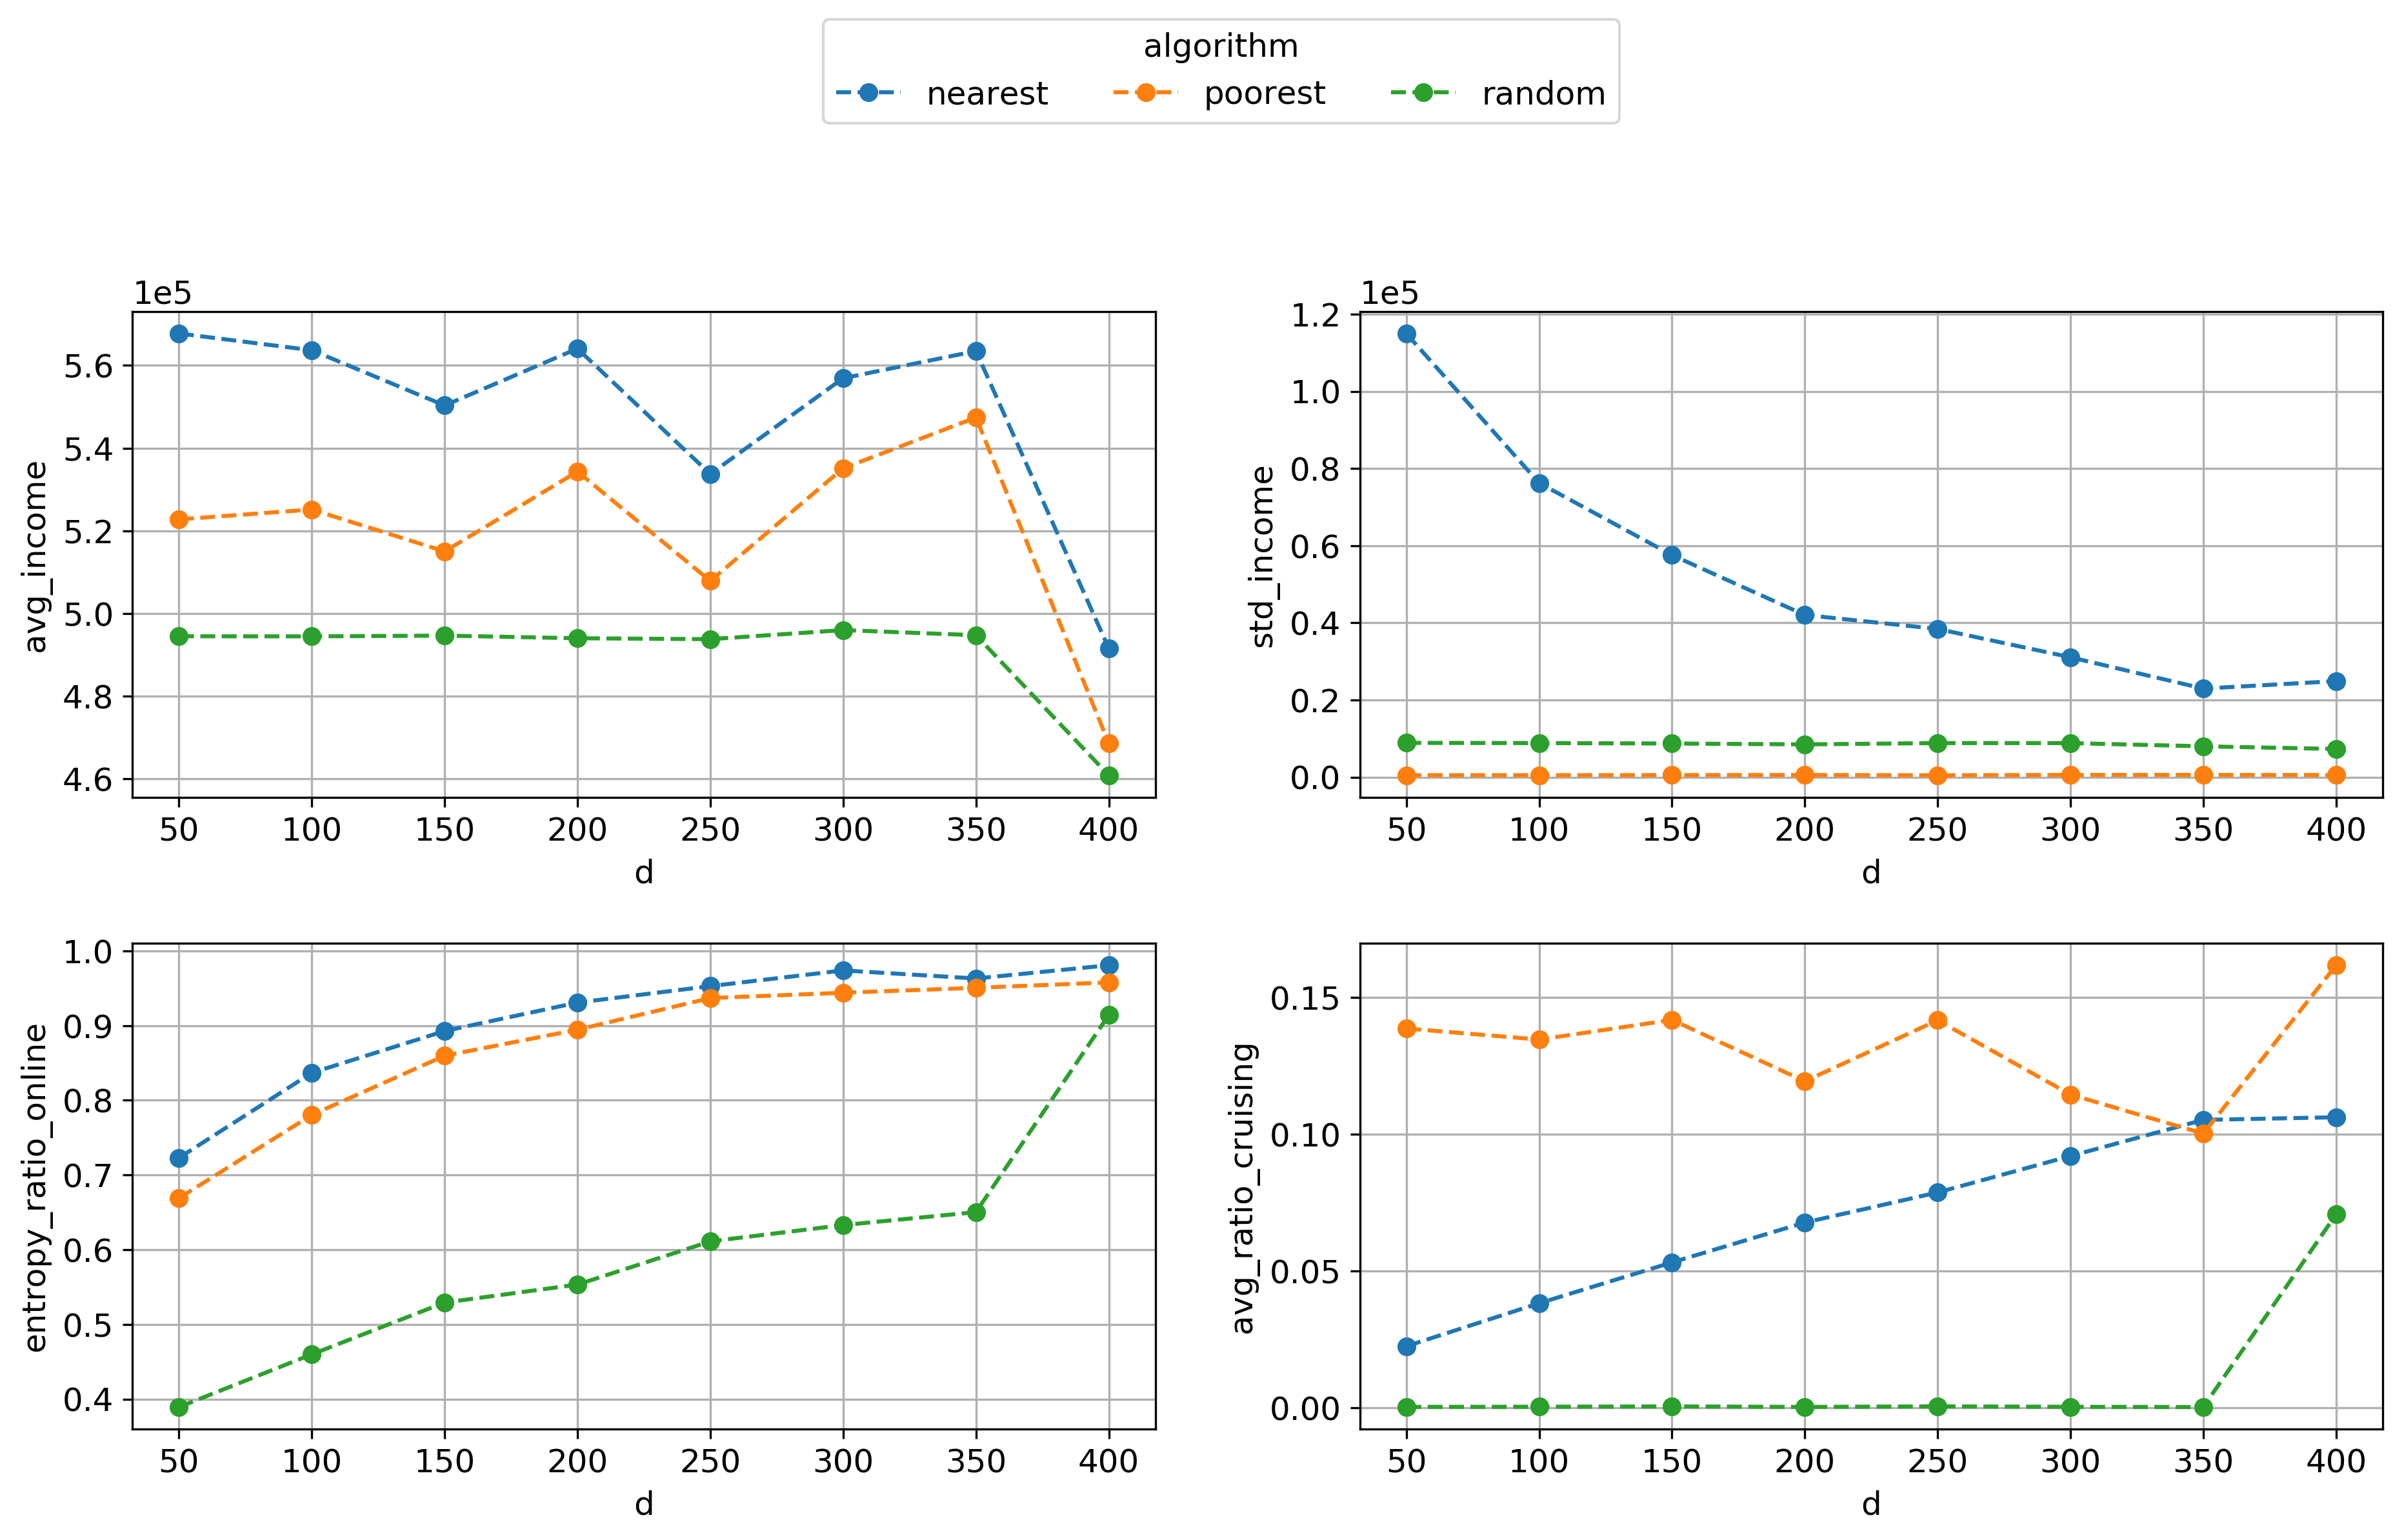 algorithm
nearest poorest random
1e5
5.6
5.4
5.2
5.0
4.8
4.6
avg_income
50 100 150 200 250 300 350 400
d
1e5
1.2
1.0
0.8
0.6
0.4
0.2
0.0
std_income
50 100 150 200 250 300 350 400
d
1.0
0.9
0.8
0.7
0.6
0.5
0.4
entropy_ratio_online
50 100 150 200 250 300 350 400
d
0.15
0.10
0.05
0.00
avg_ratio_cruising
50 100 150 200 250 300 350 400
d